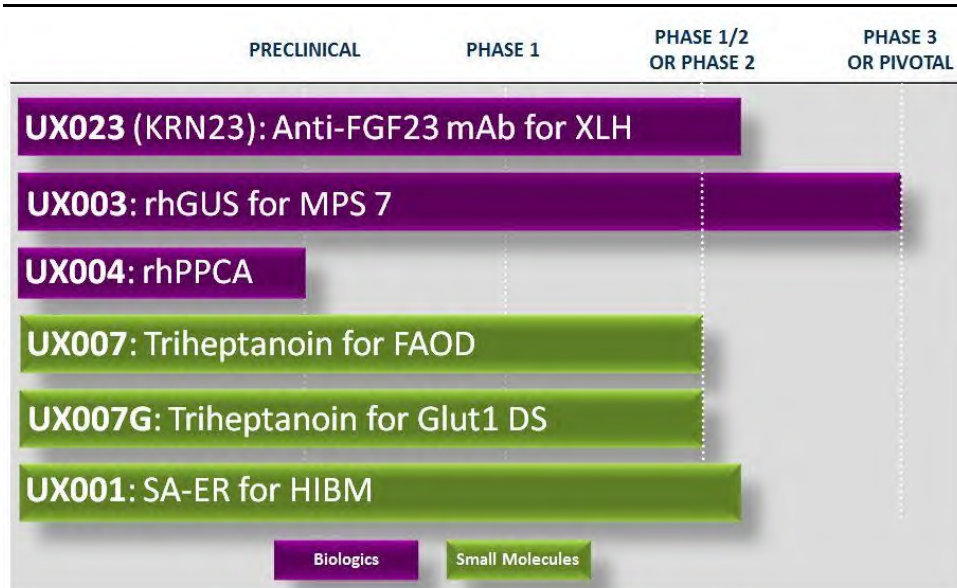 PRECLINICAL PHASE 1 PHASE 1/2 OR PHASE 2 PHASE 3 OR PIVOTAL
UX023 (KRN23): Anti-FGF23 mAb for XLH
UX003: rhGUS for MPS 7
UX004: rhPPCA
UX007: Triheptanoin for FAOD
UX007G: Triheptanoin for Glut1 DS
UX001: SA-ER for HIBM
Biologics Small Molecules